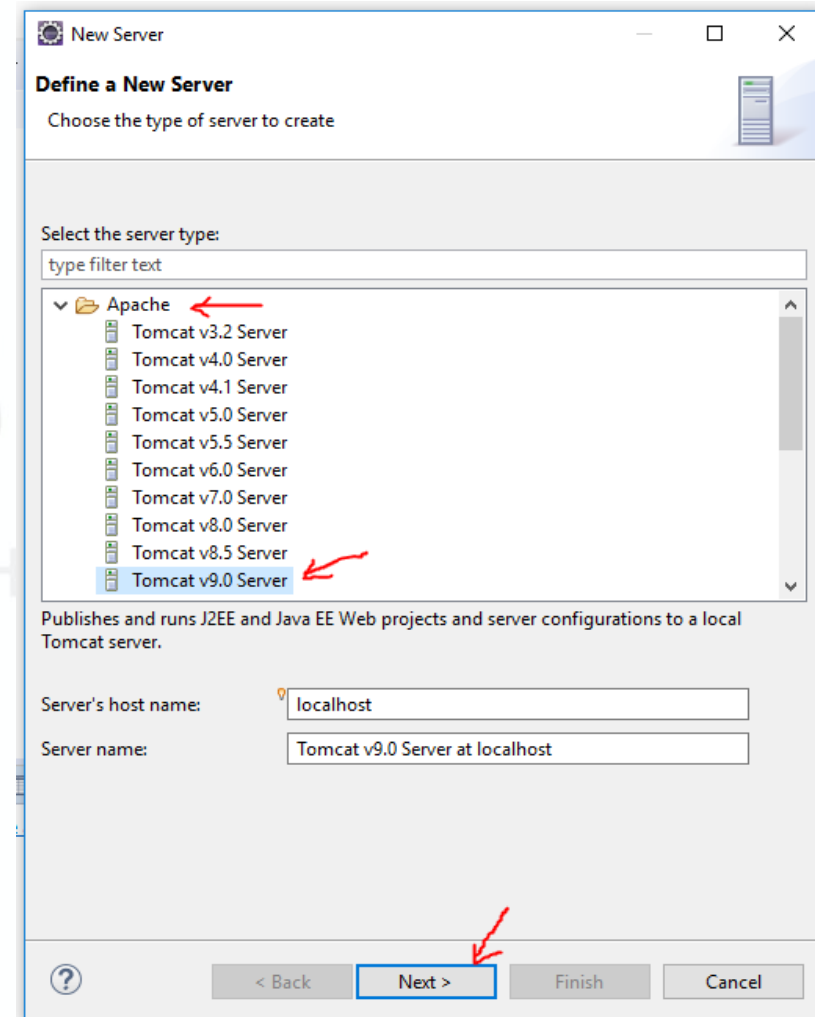 New Server
Define a New Server
Choose the type of server to create
Select the server type:
type filter text
Apache
Tomcat v3.2 Server
Tomcat v4.0 Server
Tomcat v4.1 Server
Tomcat v5.0 Server
Tomcat v5.5 Server
Tomcat v6.0 Server
Tomcat v7.0 Server
Tomcat v8.0 Server
Tomcat v8.5 Server
Tomcat v9.0 Server
Publishes and runs J2EE and Java EE Web projects and server configurations to a local
Tomcat server.
Server's host name: localhost
Server name: Tomcat v9.0 Server at localhost
? < Back Next > Finish Cancel